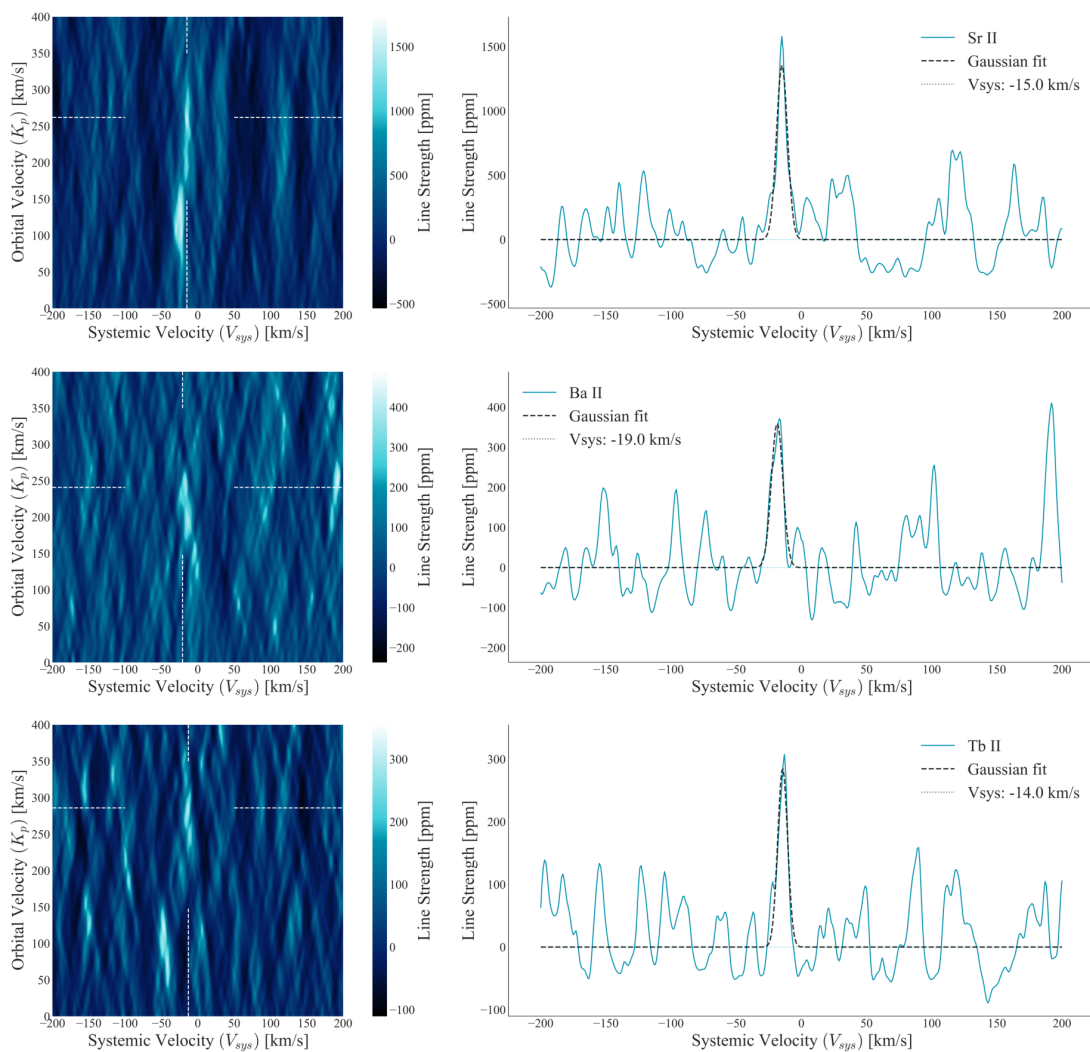 400
350
300
250
200
150
100
50
0
Orbital Velocity (K_p) [km/s]
−200 −150 −100 −50 0 50 100 150 200
Systemic Velocity (V_sys) [km/s]
1500
1000
500
0
−500
Line Strength [ppm]
1500
1000
500
0
−500
Line Strength [ppm]
Sr II
Gaussian fit
Vsys: -15.0 km/s
−200 −150 −100 −50 0 50 100 150 200
Systemic Velocity (V_sys) [km/s]
400
350
300
250
200
150
100
50
0
Orbital Velocity (K_p) [km/s]
−200 −150 −100 −50 0 50 100 150 200
Systemic Velocity (V_sys) [km/s]
400
300
200
100
0
−100
−200
Line Strength [ppm]
400
300
200
100
0
−100
−200
Line Strength [ppm]
Ba II
Gaussian fit
Vsys: -19.0 km/s
−200 −150 −100 −50 0 50 100 150 200
Systemic Velocity (V_sys) [km/s]
400
350
300
250
200
150
100
50
0
Orbital Velocity (K_p) [km/s]
−200 −150 −100 −50 0 50 100 150 200
Systemic Velocity (V_sys) [km/s]
300
200
100
0
−100
Line Strength [ppm]
300
200
100
0
−100
Line Strength [ppm]
Tb II
Gaussian fit
Vsys: -14.0 km/s
−200 −150 −100 −50 0 50 100 150 200
Systemic Velocity (V_sys) [km/s]